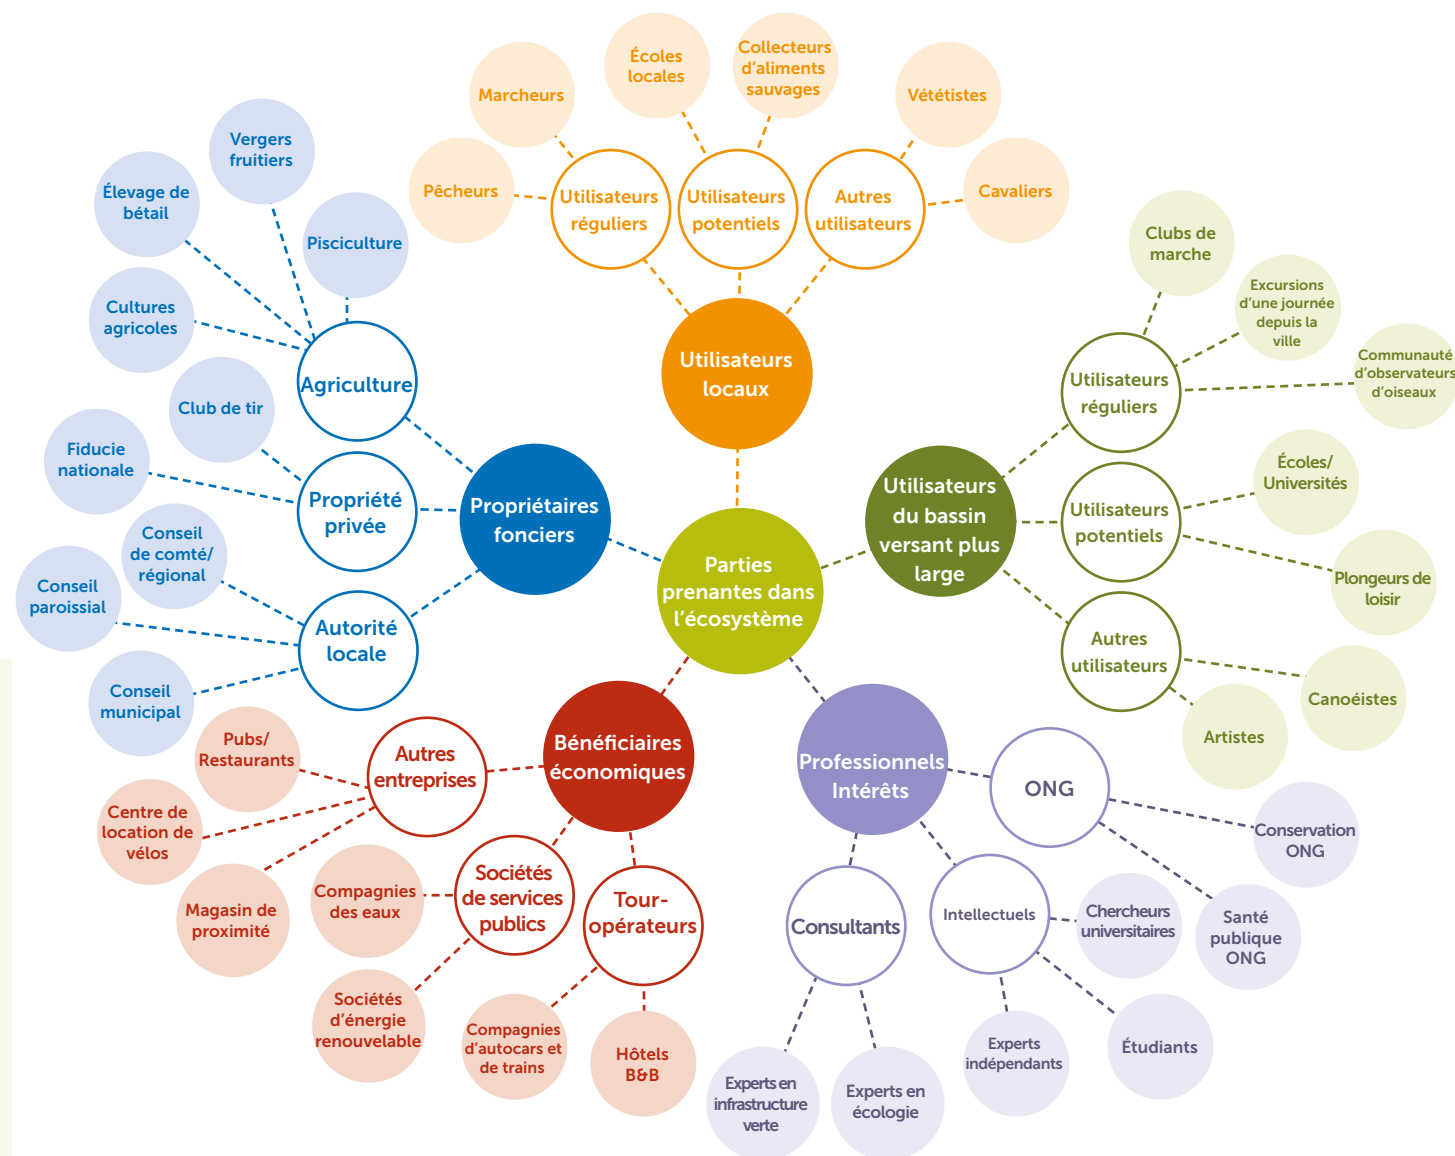 Parties
prenantes dans
l’écosystème
Utilisateurs
locaux
Utilisateurs
réguliers
Pêcheurs
Marcheurs
Utilisateurs
potentiels
Écoles
locales
Collecteurs
d’aliments
sauvages
Autres
utilisateurs
Vététistes
Cavaliers
Utilisateurs
du bassin
versant plus
large
Utilisateurs
réguliers
Clubs de
marche
Excursions
d’une journée
depuis la
ville
Communauté
d’observateurs
d’oiseaux
Utilisateurs
potentiels
Écoles/
Universités
Plongeurs de
loisir
Autres
utilisateurs
Canoéistes
Artistes
Professionnels
Intérêts
ONG
Conservation
ONG
Santé
publique
ONG
Intellectuels
Chercheurs
universitaires
Étudiants
Experts
indépendants
Consultants
Experts en
écologie
Experts en
infrastructure
verte
Bénéficiaires
économiques
Tour-
opérateurs
Hôtels
B&B
Compagnies
d’autocars et
de trains
Sociétés
de services
publics
Compagnies
des eaux
Sociétés
d’énergie
renouvelable
Autres
entreprises
Pubs/
Restaurants
Centre de
location de
vélos
Magasin de
proximité
Propriétaires
fonciers
Autorité
locale
Conseil
de comté/
régional
Conseil
paroissial
Conseil
municipal
Propriété
privée
Club de tir
Fiducie
nationale
Agriculture
Cultures
agricoles
Élevage de
bétail
Vergers
fruitiers
Pisciculture